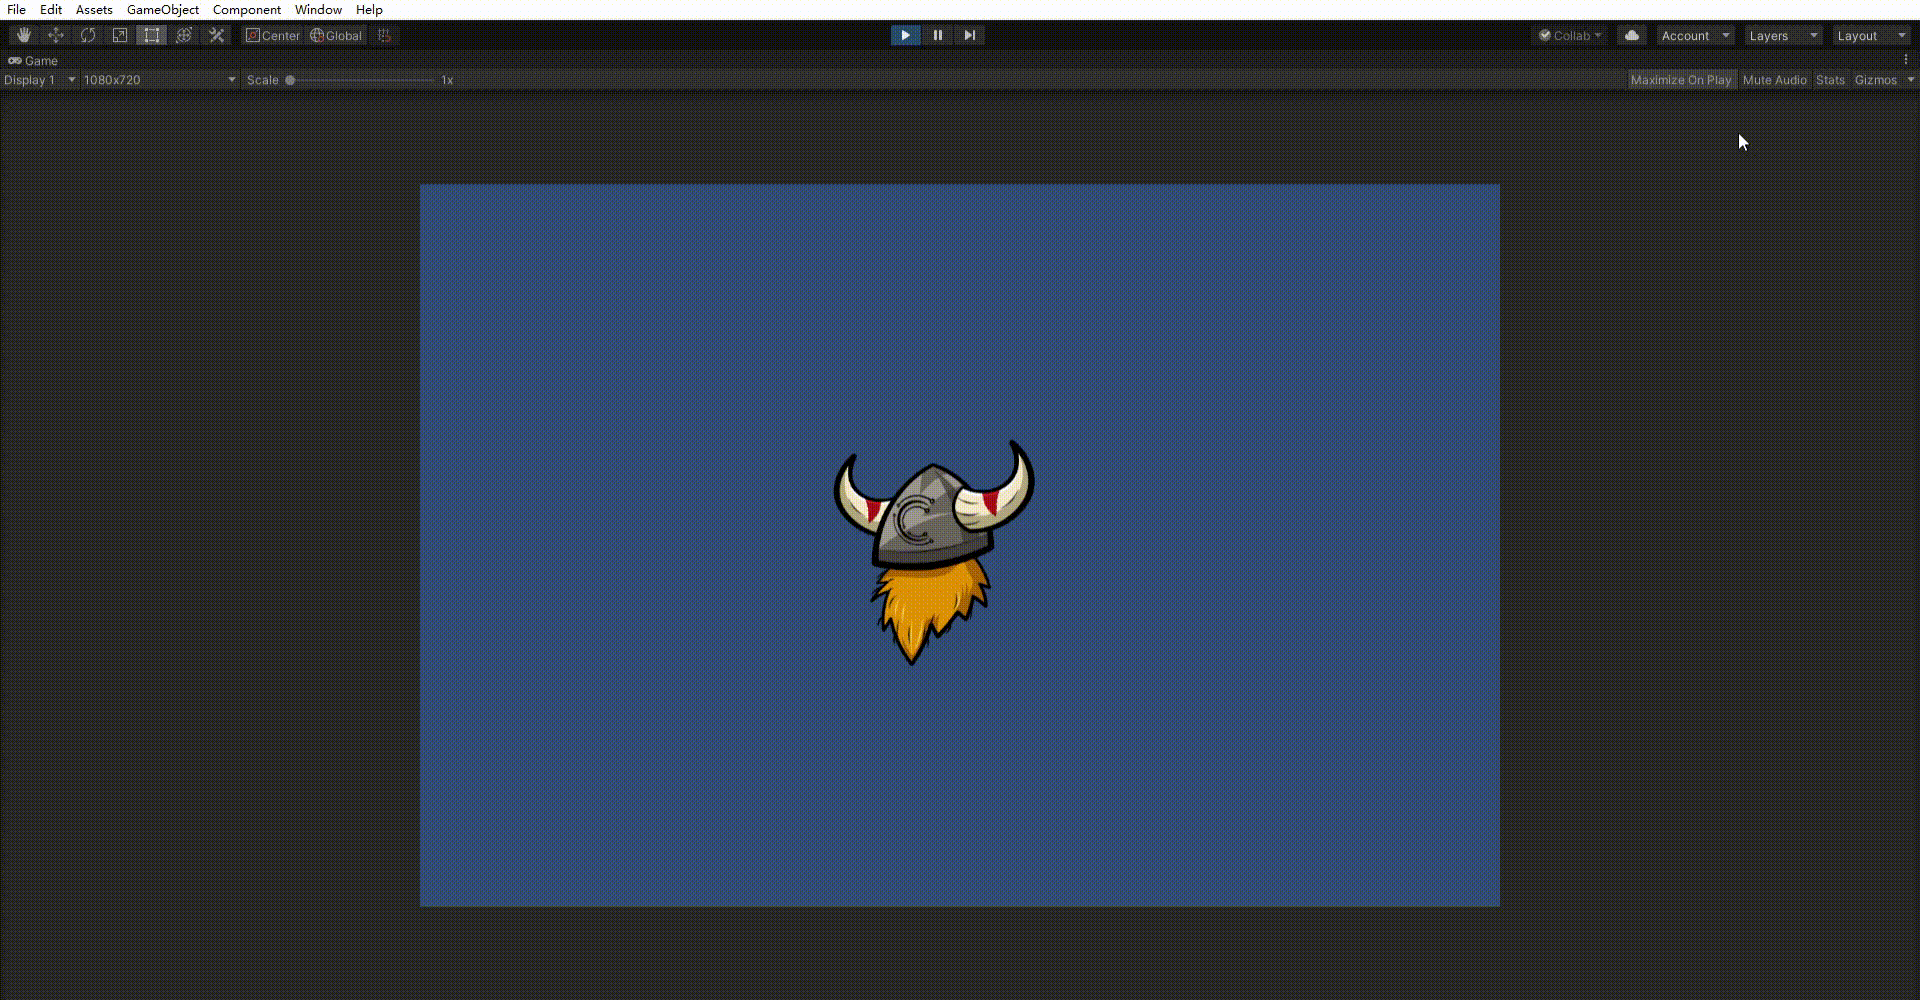 File Edit Assets GameObject Component Window Help
Center Global Collab Account Layers Layout
Game
Display 1 1080x720 Scale 1x Maximize On Play Mute Audio Stats Gizmos
C